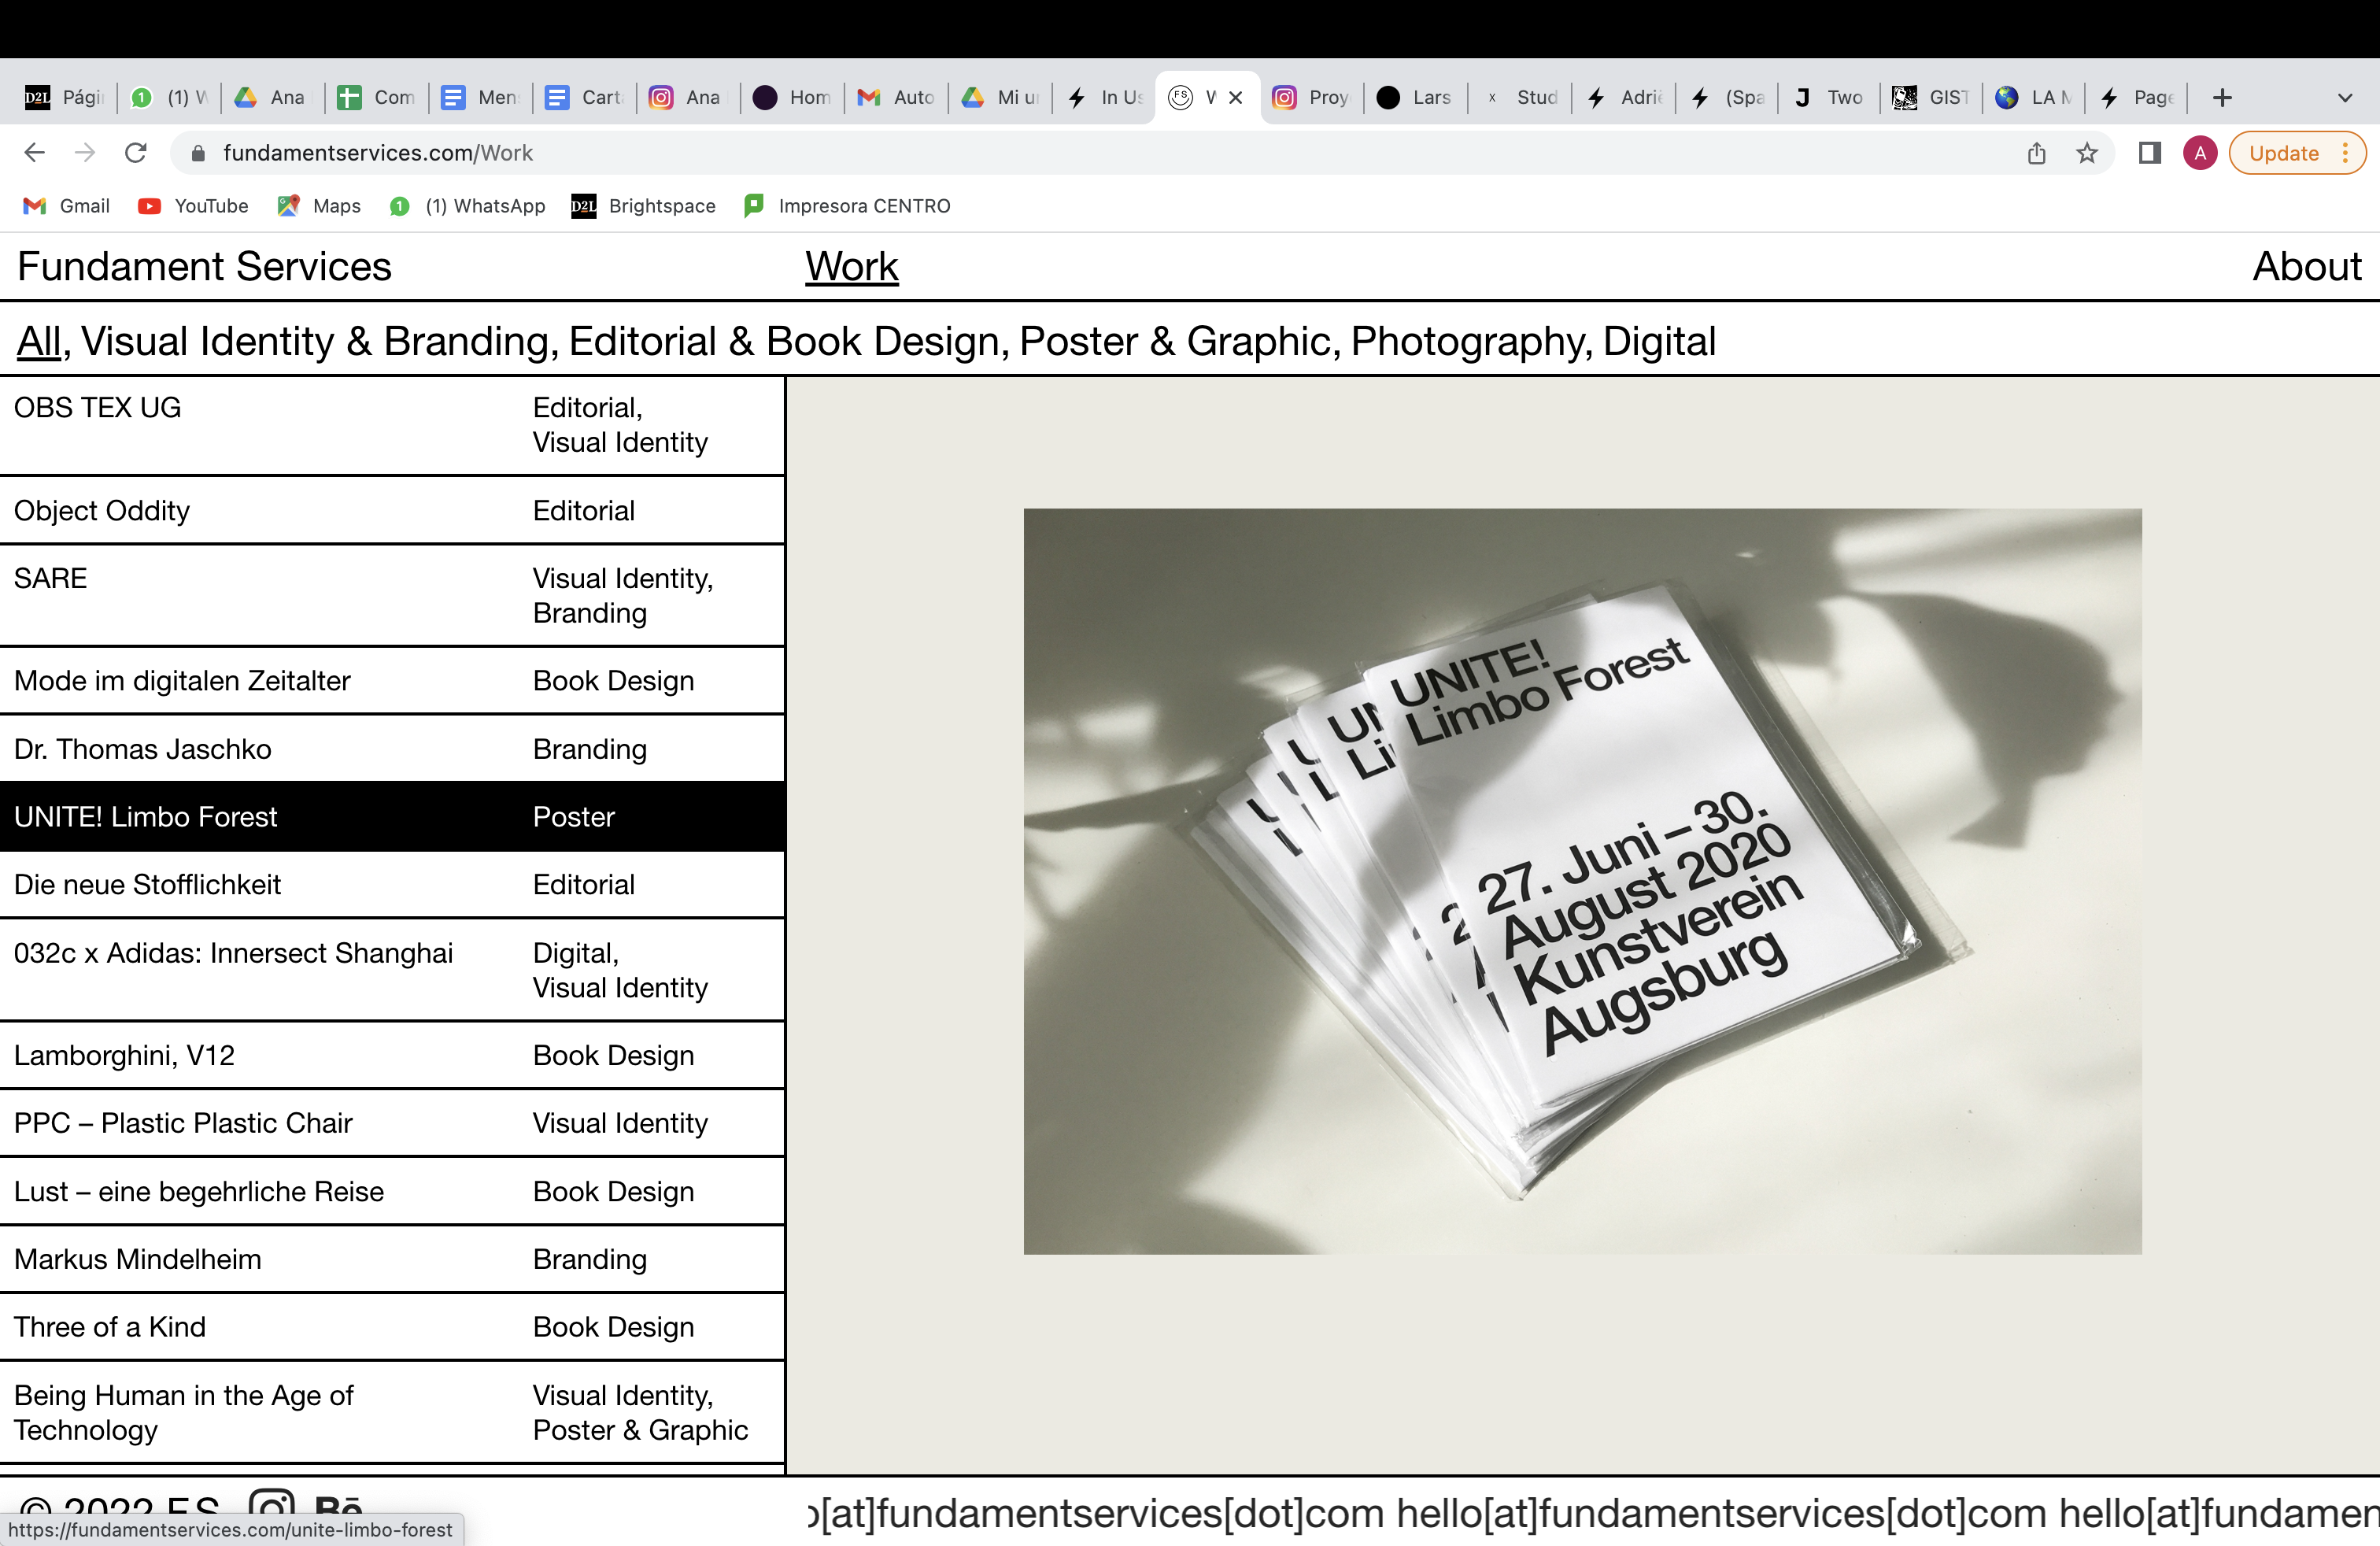 D2L Pági
1 (1) W
Ana
Com
Men
Cart
Ana
Hom
Auto
Mi u
In Us
FS
Proy
Lars
x Stud
Adriè
(Spa
J Two
GIST
LA M
Page
fundamentservices.com/Work
A
Update
Gmail
YouTube
Maps
1 (1) WhatsApp
D2L Brightspace
Impresora CENTRO
Fundament Services Work About
All, Visual Identity & Branding, Editorial & Book Design, Poster & Graphic, Photography, Digital
OBS TEX UG Editorial,
Visual Identity
Object Oddity Editorial
SARE Visual Identity,
Branding
Mode im digitalen Zeitalter Book Design
Dr. Thomas Jaschko Branding
UNITE! Limbo Forest Poster
Die neue Stofflichkeit Editorial
032c x Adidas: Innersect Shanghai Digital,
Visual Identity
Lamborghini, V12 Book Design
PPC – Plastic Plastic Chair Visual Identity
Lust – eine begehrliche Reise Book Design
Markus Mindelheim Branding
Three of a Kind Book Design
Being Human in the Age of Visual Identity,
Technology Poster & Graphic
UNITE!
Limbo Forest
27. Juni – 30.
August 2020
Kunstverein
Augsburg
© 2022 F.S. Bē
o[at]fundamentservices[dot]com hello[at]fundamentservices[dot]com hello[at]fundamen
https://fundamentservices.com/unite-limbo-forest